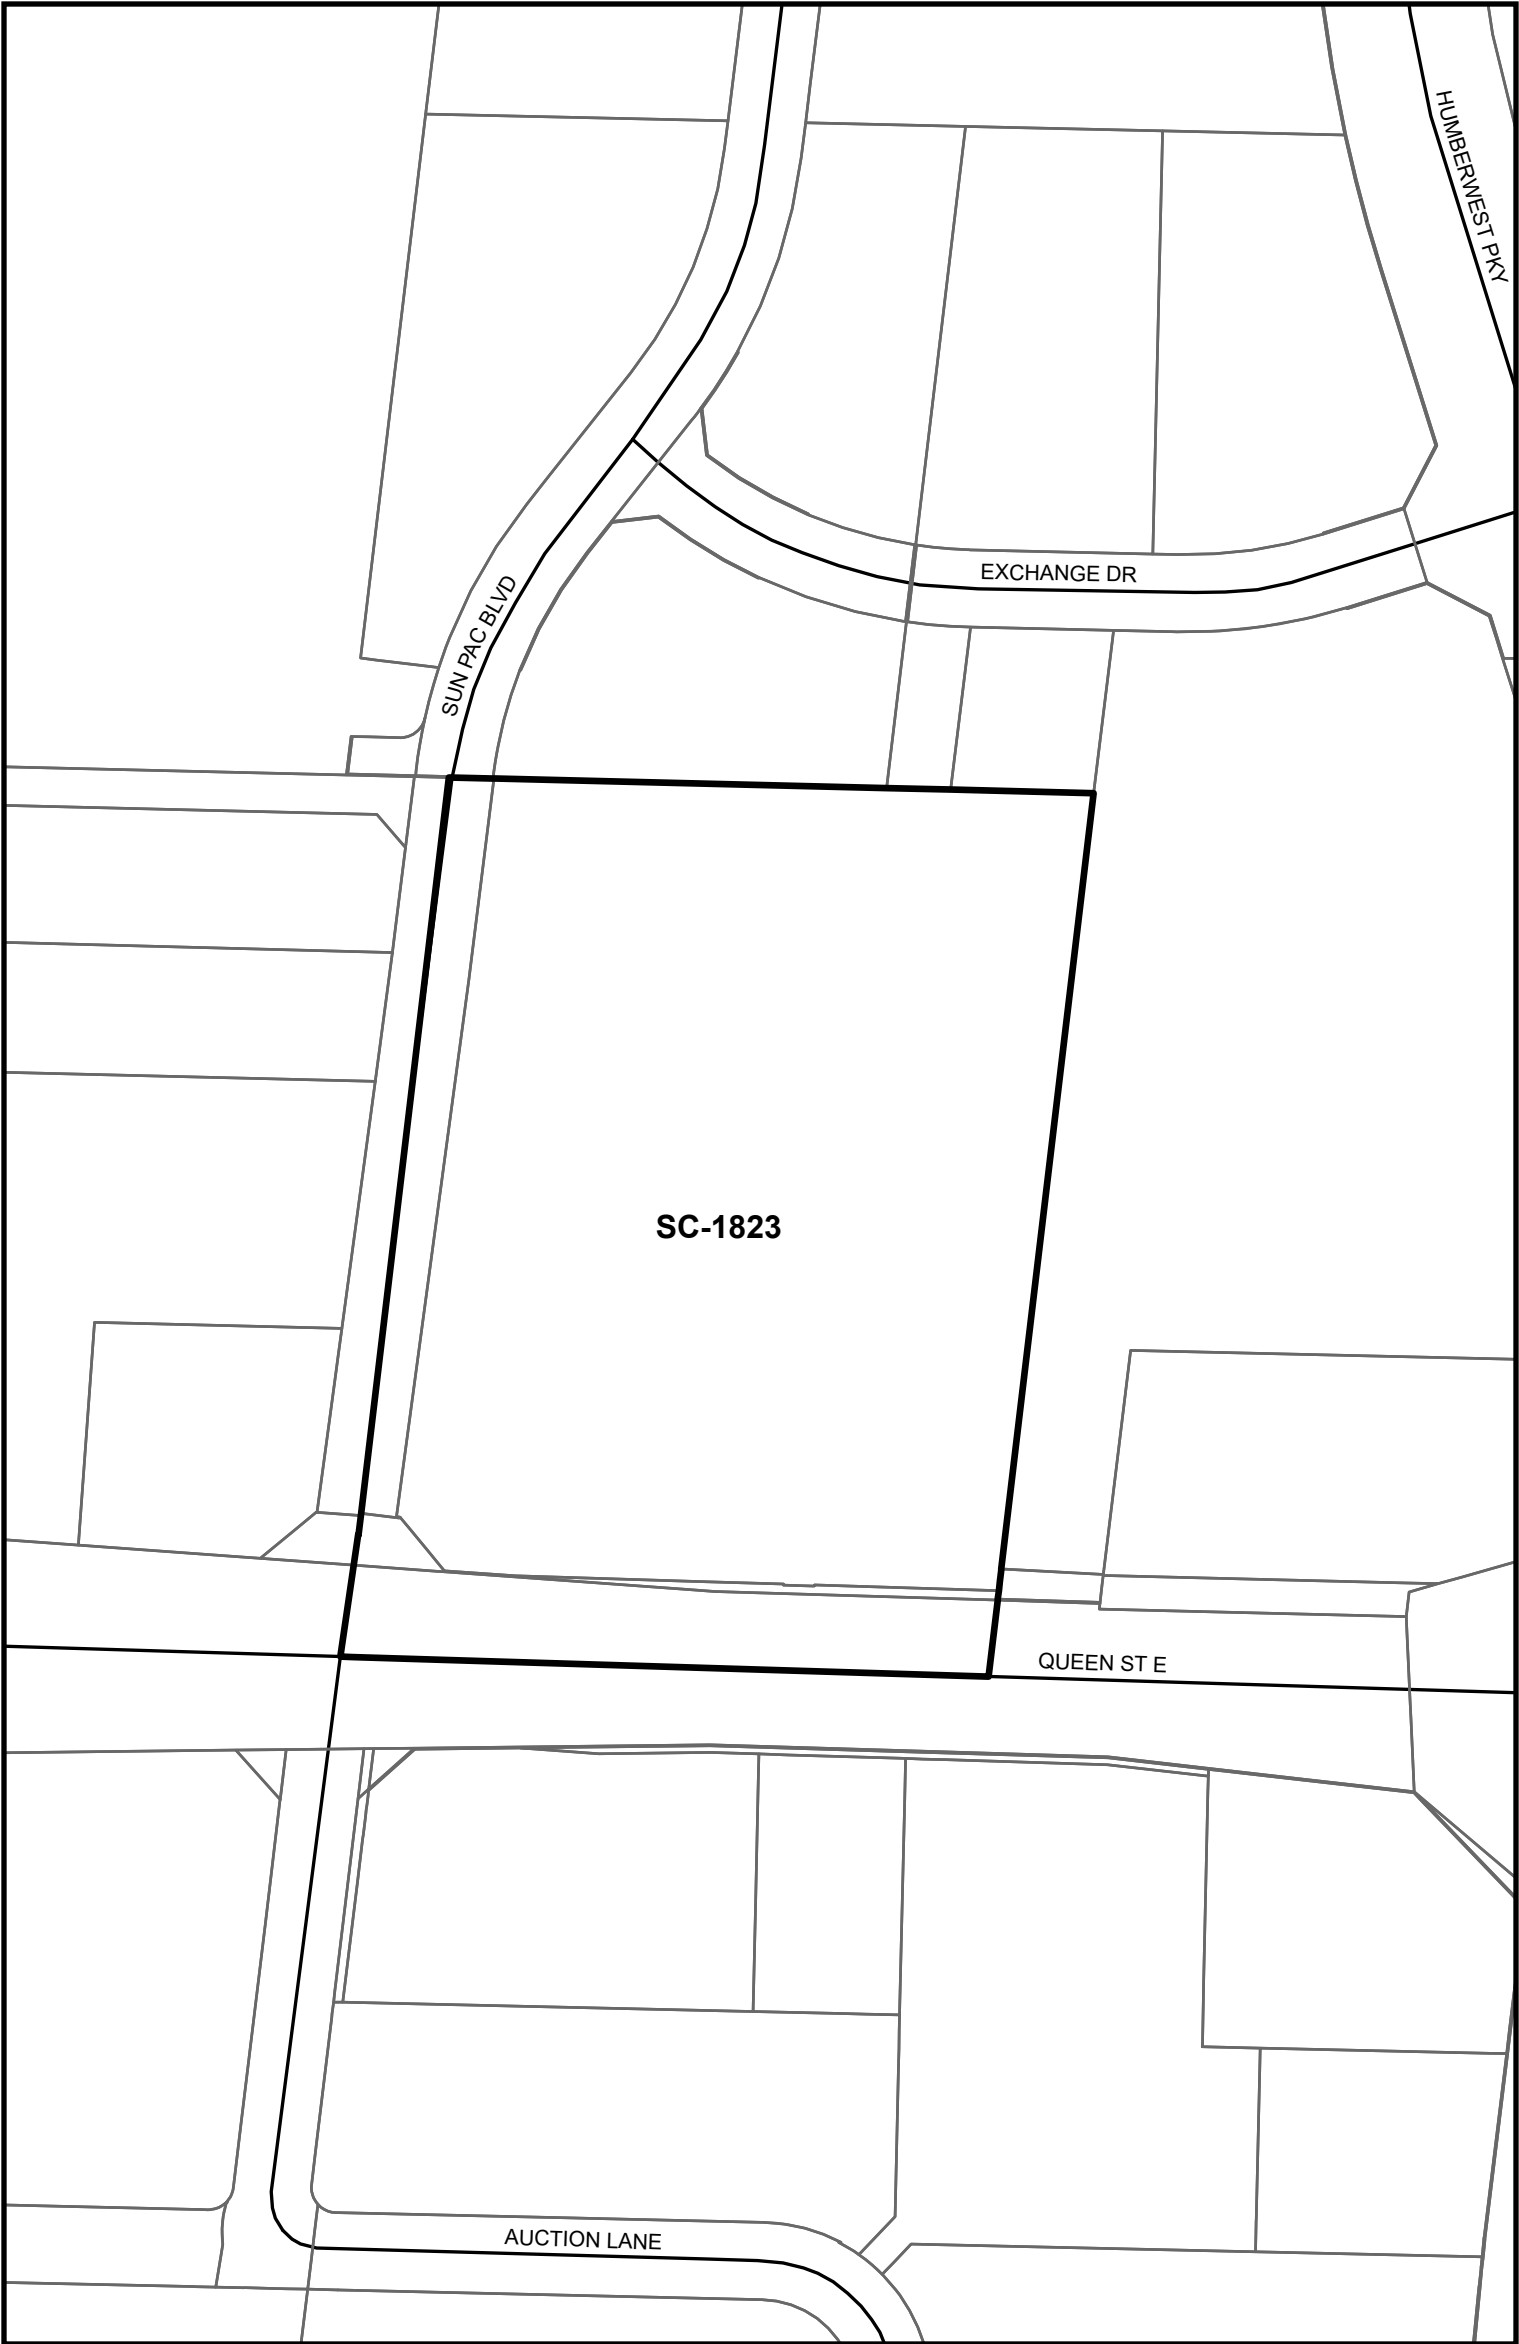 HUMBERWEST PKY
EXCHANGE DR
SUN PAC BLVD
SC-1823
QUEEN ST E
AUCTION LANE